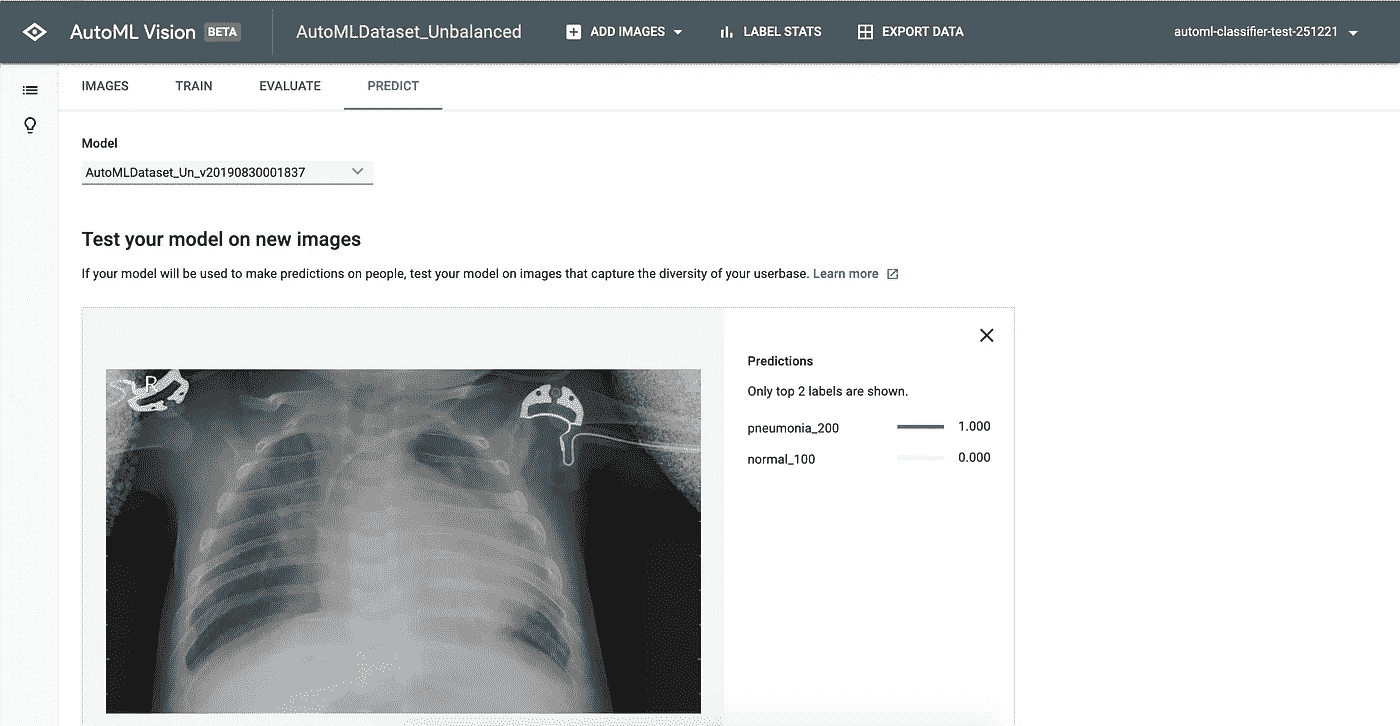 AutoML Vision BETA AutoMLDataset_Unbalanced ADD IMAGES LABEL STATS EXPORT DATA automl-classifier-test-251221
IMAGES TRAIN EVALUATE PREDICT
Model
AutoMLDataset_Un_v20190830001837
Test your model on new images
If your model will be used to make predictions on people, test your model on images that capture the diversity of your userbase. Learn more
R
Predictions
Only top 2 labels are shown.
pneumonia_200 1.000
normal_100 0.000